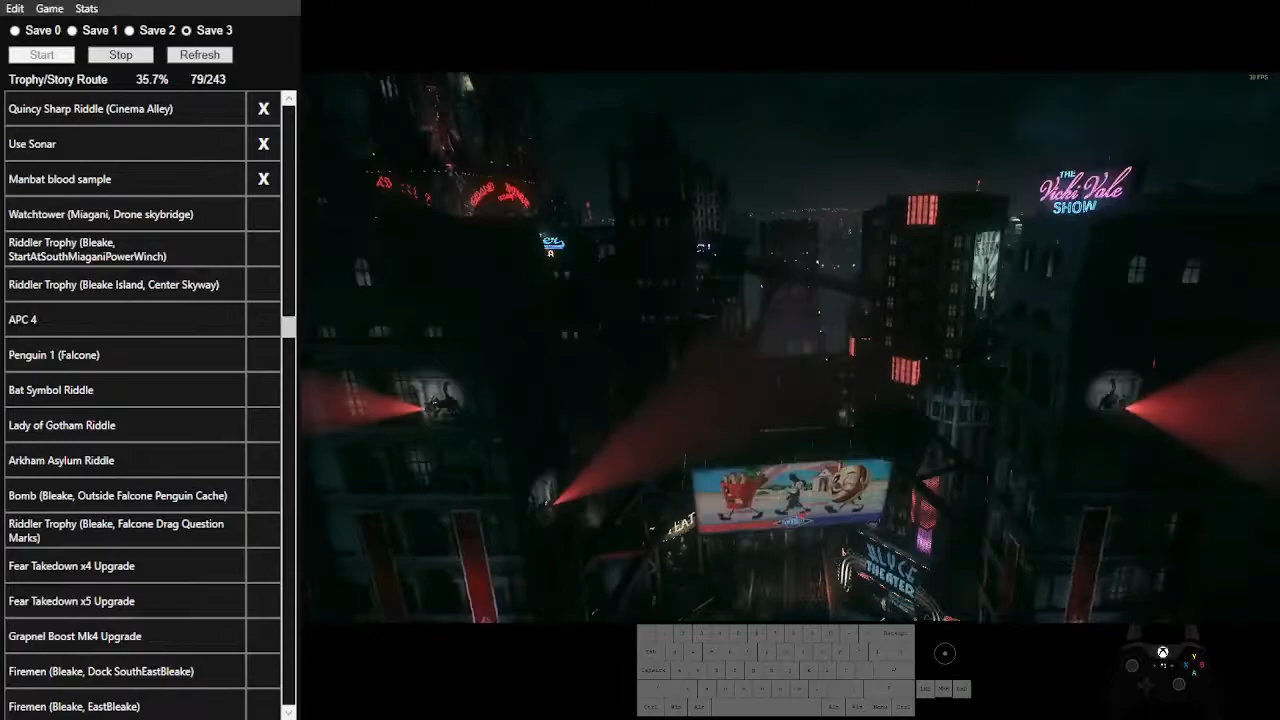 Edit Game Stats
Save 0 Save 1 Save 2 Save 3
Start Stop Refresh
Trophy/Story Route 35.7% 79/243
Quincy Sharp Riddle (Cinema Alley) X
Use Sonar X
Manbat blood sample X
Watchtower (Miagani, Drone skybridge)
Riddler Trophy (Bleake,
StartAtSouthMiaganiPowerWinch)
Riddler Trophy (Bleake Island, Center Skyway)
APC 4
Penguin 1 (Falcone)
Bat Symbol Riddle
Lady of Gotham Riddle
Arkham Asylum Riddle
Bomb (Bleake, Outside Falcone Penguin Cache)
Riddler Trophy (Bleake, Falcone Drag Question
Marks)
Fear Takedown x4 Upgrade
Fear Takedown x5 Upgrade
Grapnel Boost Mk4 Upgrade
Firemen (Bleake, Dock SouthEastBleake)
Firemen (Bleake, EastBleake)
THE
Vicki Vale
SHOW
EAT
THEATER
Y
X B
A